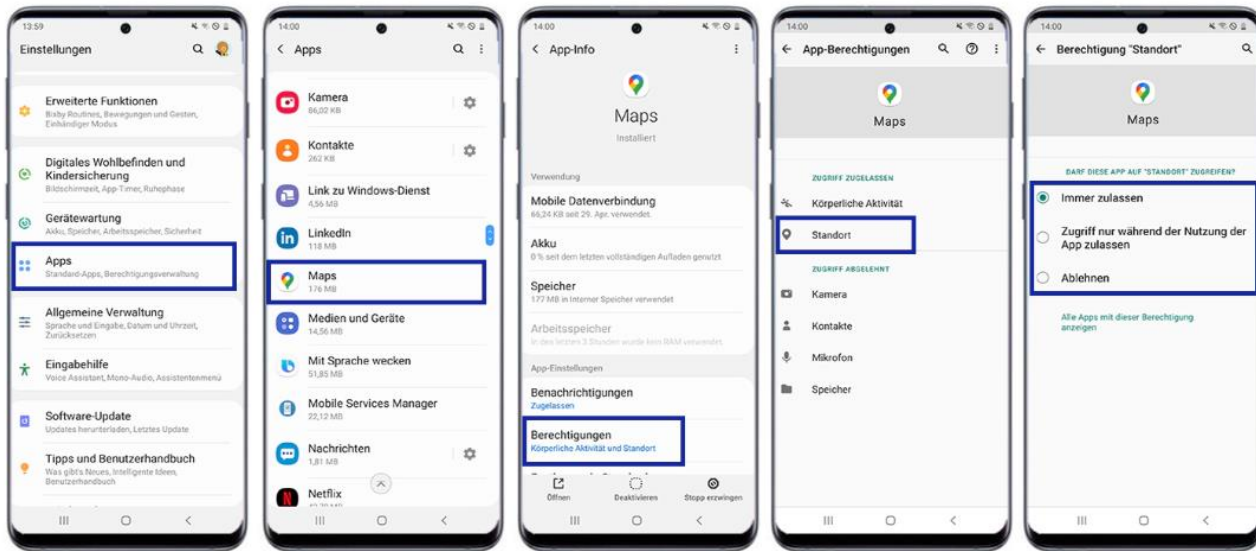 13:59
Einstellungen
Erweiterte Funktionen
Bixby Routines, Bewegungen und Gesten,
Einhändiger Modus
Digitales Wohlbefinden und
Kindersicherung
Bildschirmzeit, App-Timer, Ruhephase
Gerätewartung
Akku, Speicher, Arbeitsspeicher, Sicherheit
Apps
Standard-Apps, Berechtigungsverwaltung
Allgemeine Verwaltung
Sprache und Eingabe, Datum und Uhrzeit,
Zurücksetzen
Eingabehilfe
Voice Assistant, Mono-Audio, Assistentenmenü
Software-Update
Updates herunterladen, Letztes Update
Tipps und Benutzerhandbuch
Was gibt's Neues, Intelligente Ideen,
Benutzerhandbuch
14:00
Apps
Kamera
86,02 KB
Kontakte
262 KB
Link zu Windows-Dienst
4,56 MB
LinkedIn
118 MB
Maps
176 MB
Medien und Geräte
14,56 MB
Mit Sprache wecken
51,85 MB
Mobile Services Manager
22,12 MB
Nachrichten
1,81 MB
Netflix
14:00
App-Info
Maps
Installiert
Verwendung
Mobile Datenverbindung
66,24 KB seit 29. Apr. verwendet
Akku
0 % seit dem letzten vollständigen Aufladen genutzt
Speicher
177 MB in Interner Speicher verwendet
Arbeitsspeicher
In den letzten 3 Stunden wurde kein RAM verwendet.
App-Einstellungen
Benachrichtigungen
Zugelassen
Berechtigungen
Körperliche Aktivität und Standort
Öffnen
Deaktivieren
Stopp erzwingen
14:00
App-Berechtigungen
Maps
ZUGRIFF ZUGELASSEN
Körperliche Aktivität
Standort
ZUGRIFF ABGELEHNT
Kamera
Kontakte
Mikrofon
Speicher
14:00
Berechtigung "Standort"
Maps
DARF DIESE APP AUF "STANDORT" ZUGREIFEN?
Immer zulassen
Zugriff nur während der Nutzung der
App zulassen
Ablehnen
Alle Apps mit dieser Berechtigung
anzeigen